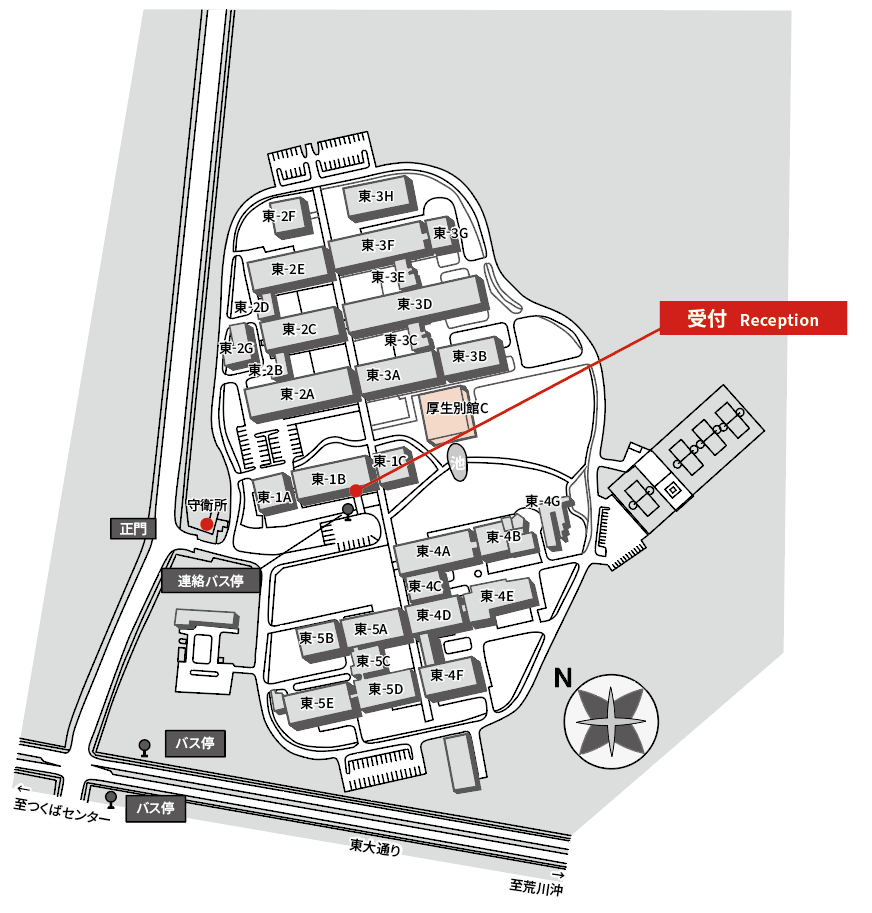 東-3H
東-2F
東-3G
東-3F
東-2E
東-3E
東-2D
東-3D
受付 Reception
東-2C
東-3C
東-2G
東-3B
東-2B
東-3A
東-2A
厚生別館C
東-1C
池
東-1B
東-1A
東-4G
守衛所
正門
東-4B
東-4A
連絡バス停
東-4C
東-4E
東-4D
東-5A
東-5B
東-5C
東-4F
N
東-5D
東-5E
バス停
←
至つくばセンター
バス停
東大通り
→
至荒川沖